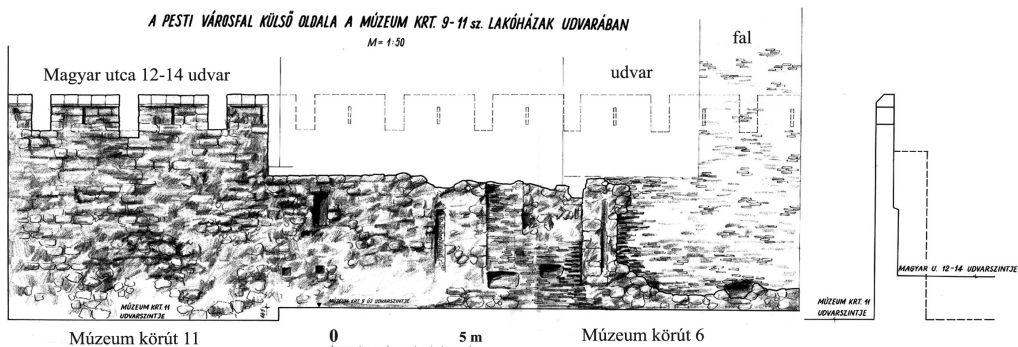 A PESTI VÁROSFAL KÜLSŐ OLDALA A MÚZEUM KRT. 9-11 sz. LAKÓHÁZAK UDVARÁBAN
M = 1:50
fal
Magyar utca 12-14 udvar
udvar
MAGYAR U. 12-14 UDVARSZINTJE
MÚZEUM KRT. 11
UDVARSZINTJE
MÚZEUM KRT. 9 ÚJ UDVARSZINTJE
MÚZEUM KRT. 11
UDVARSZINTJE
Múzeum körút 11
0
5 m
Múzeum körút 6